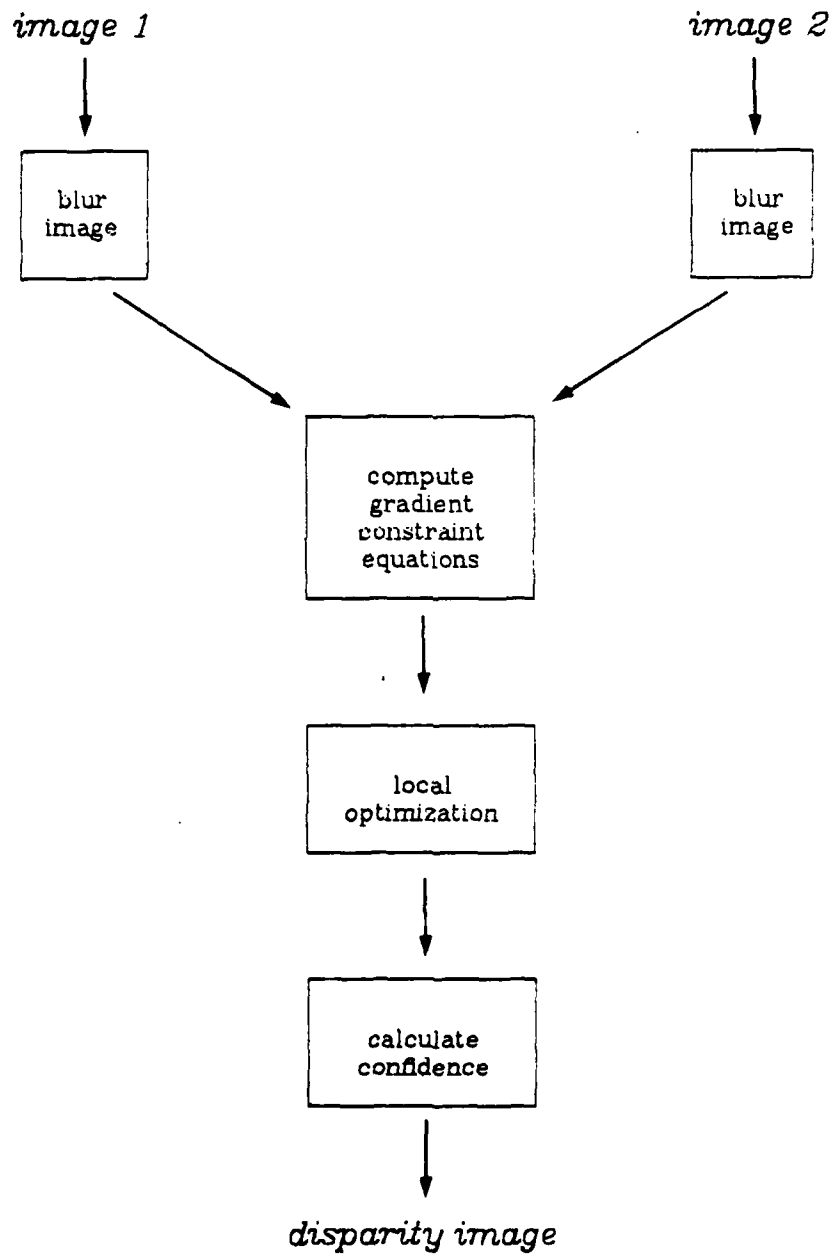 image 1
image 2
blur
image
blur
image
compute
gradient
constraint
equations
local
optimization
calculate
confidence
disparity image